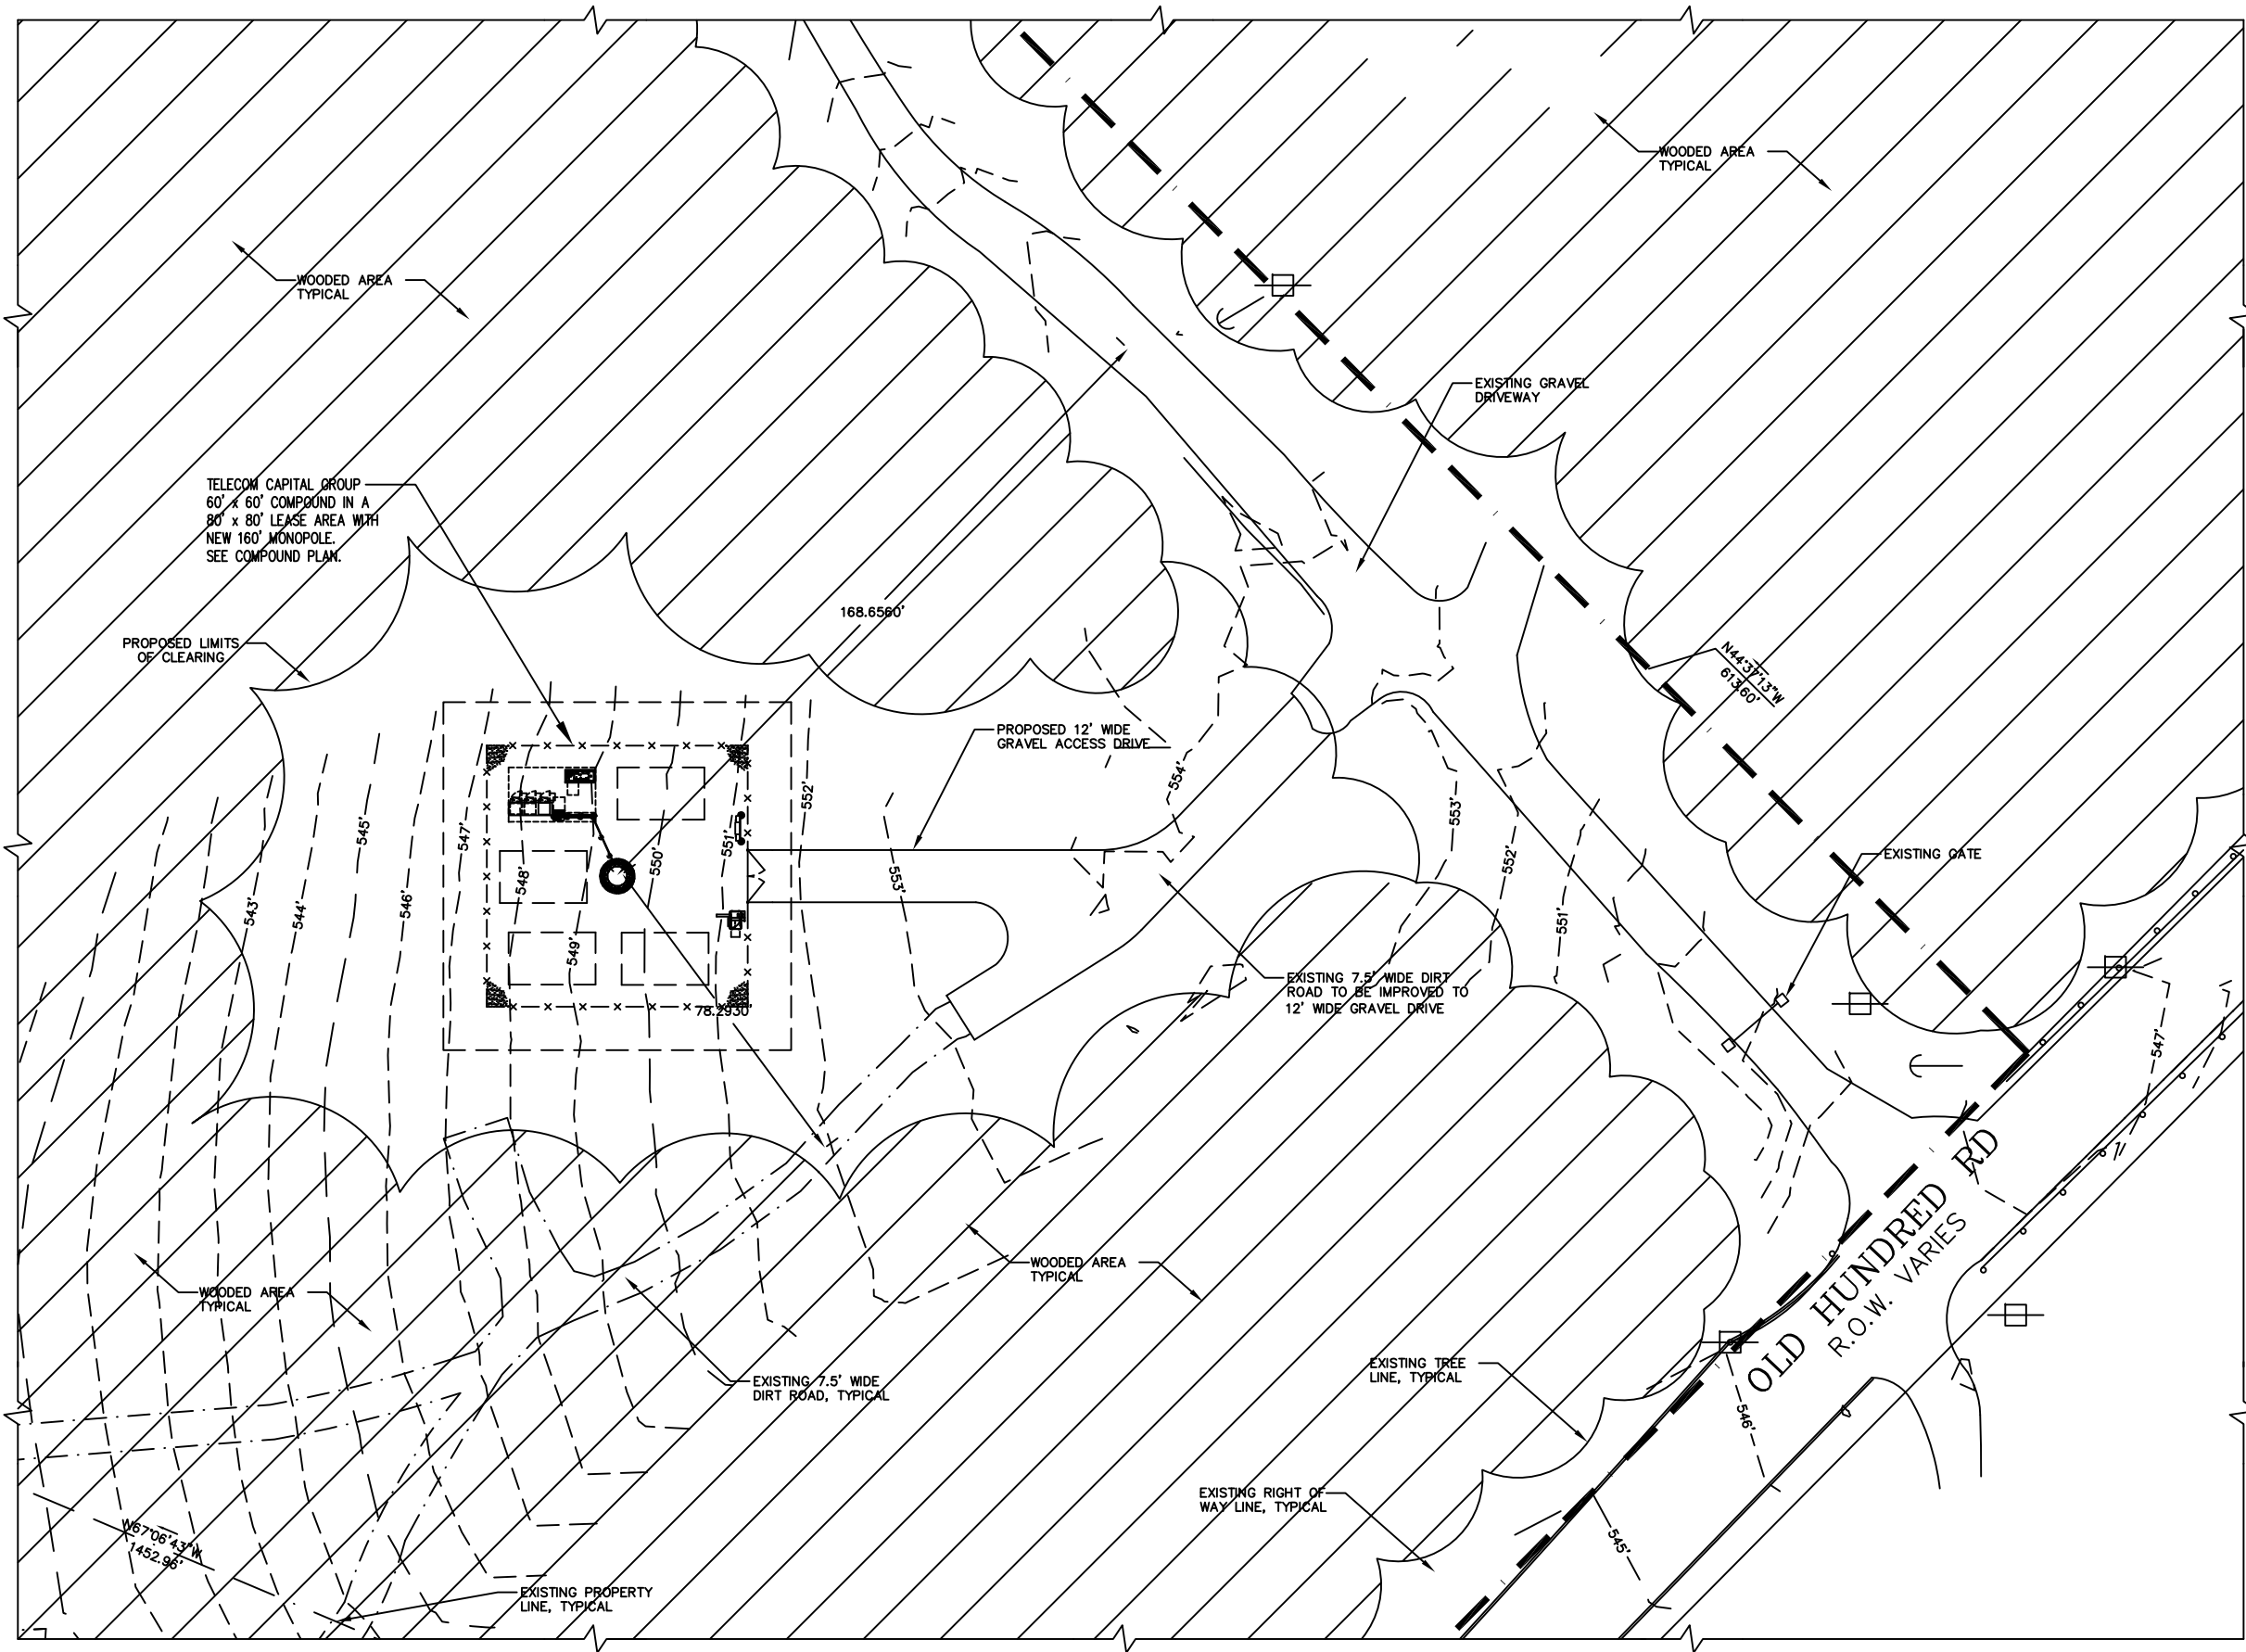 WOODED AREA
TYPICAL
WOODED AREA
TYPICAL
EXISTING GRAVEL
DRIVEWAY
TELECOM CAPITAL GROUP
60' x 60' COMPOUND IN A
80' x 80' LEASE AREA WITH
NEW 160' MONOPOLE.
SEE COMPOUND PLAN.
168.6560'
PROPOSED LIMITS
OF CLEARING
N44°37'13"W
613.60'
PROPOSED 12' WIDE
GRAVEL ACCESS DRIVE
543'
544'
545'
546'
547'
548'
549'
550'
551'
552'
553'
554'
553'
552'
551'
EXISTING GATE
EXISTING 7.5' WIDE DIRT
ROAD TO BE IMPROVED TO
12' WIDE GRAVEL DRIVE
78.2930'
547'
OLD HUNDRED RD
R.O.W. VARIES
WOODED AREA
TYPICAL
WOODED AREA
TYPICAL
EXISTING 7.5' WIDE
DIRT ROAD, TYPICAL
EXISTING TREE
LINE, TYPICAL
546'
EXISTING RIGHT OF
WAY LINE, TYPICAL
545'
N67°06'43"W
1452.96'
EXISTING PROPERTY
LINE, TYPICAL